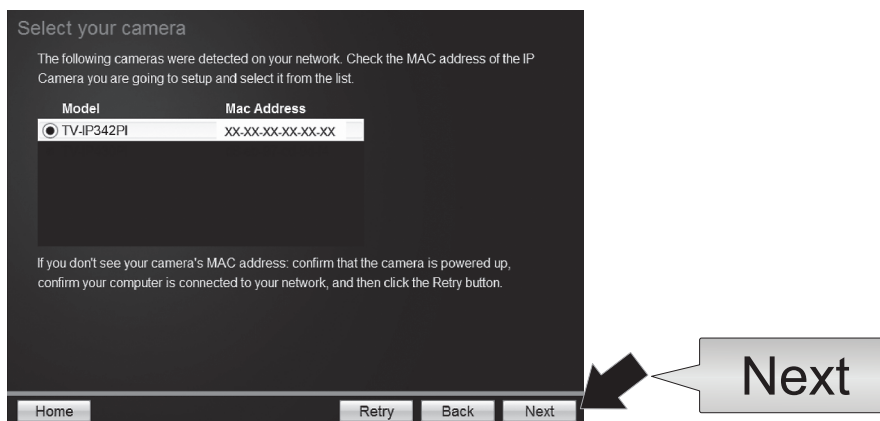 Select your camera
The following cameras were detected on your network. Check the MAC address of the IP
Camera you are going to setup and select it from the list.
Model Mac Address
TV-IP342PI XX-XX-XX-XX-XX-XX
If you don't see your camera's MAC address: confirm that the camera is powered up,
confirm your computer is connected to your network, and then click the Retry button.
Home Retry Back Next
Next